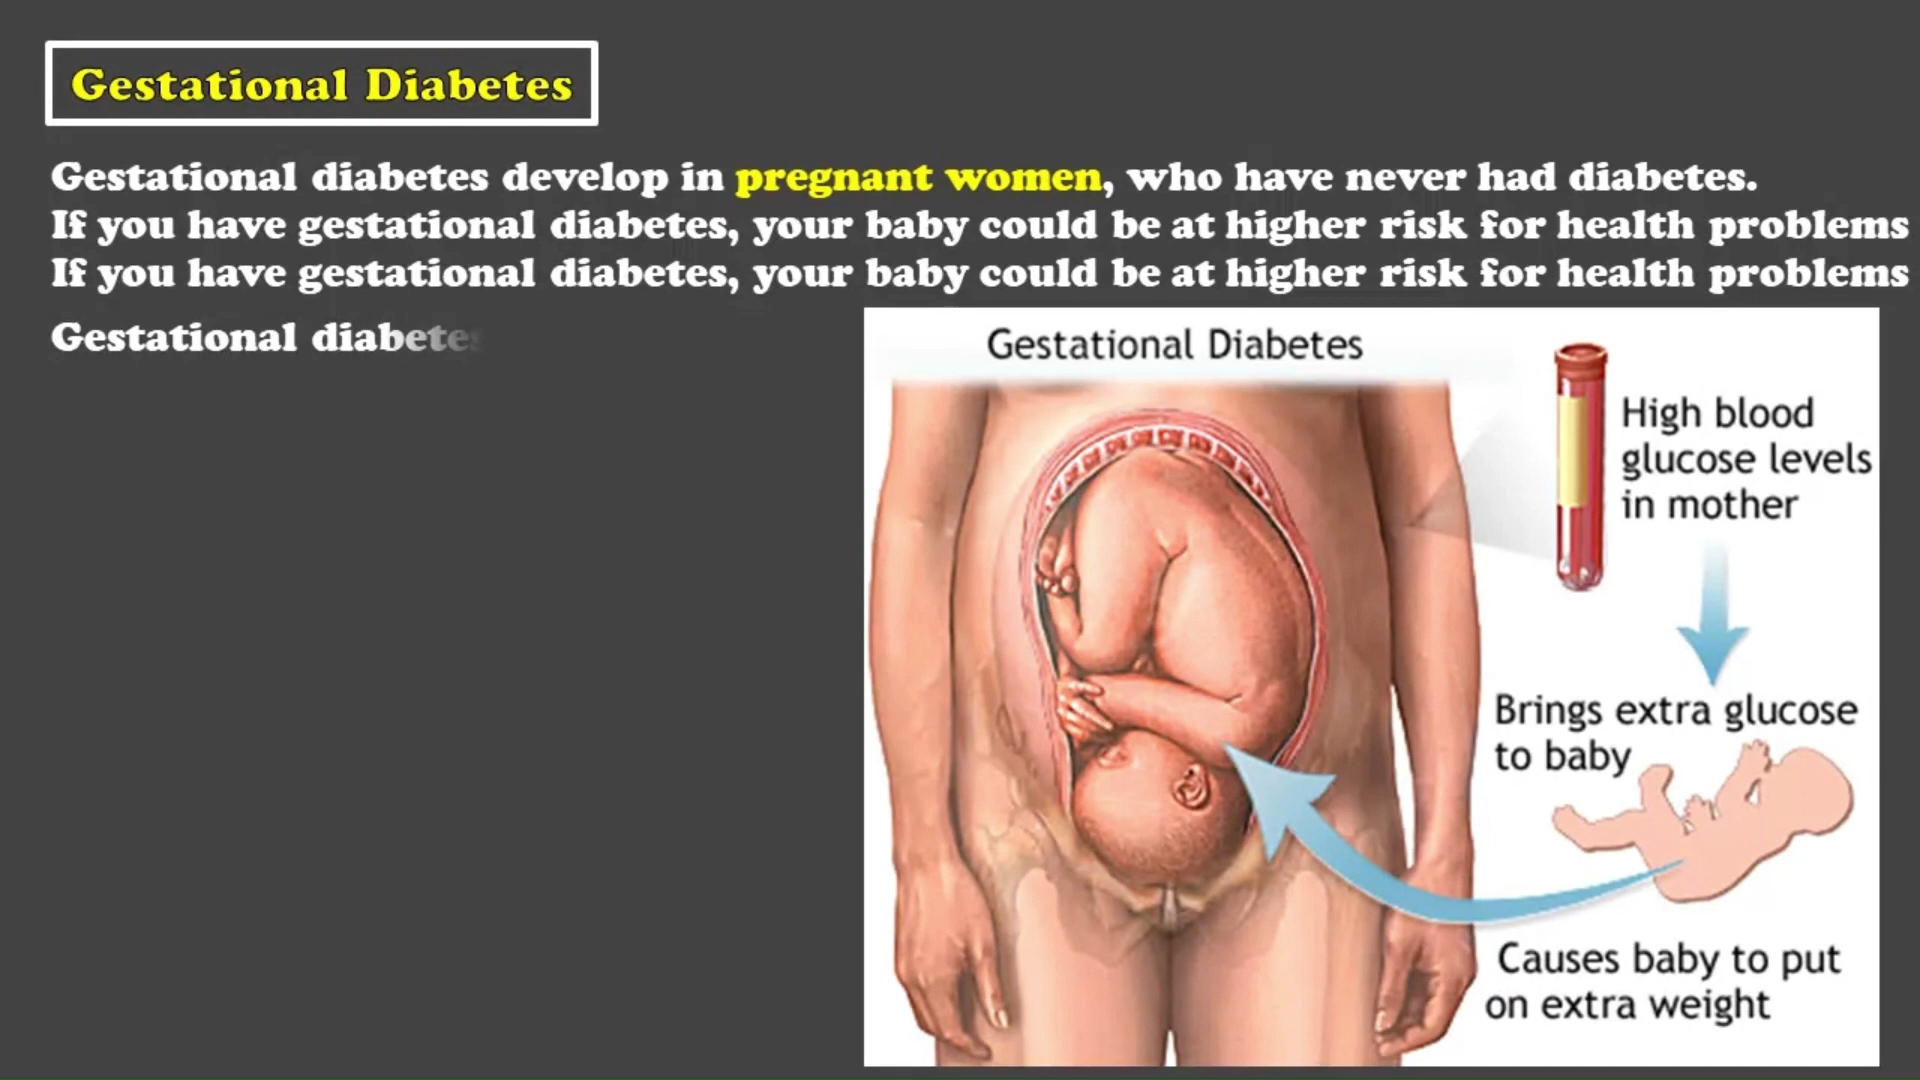 Gestational Diabetes
Gestational diabetes develop in pregnant women, who have never had diabetes.
If you have gestational diabetes, your baby could be at higher risk for health problems
If you have gestational diabetes, your baby could be at higher risk for health problems
Gestational diabetes
Gestational Diabetes
High blood
glucose levels
in mother
Brings extra glucose
to baby
Causes baby to put
on extra weight